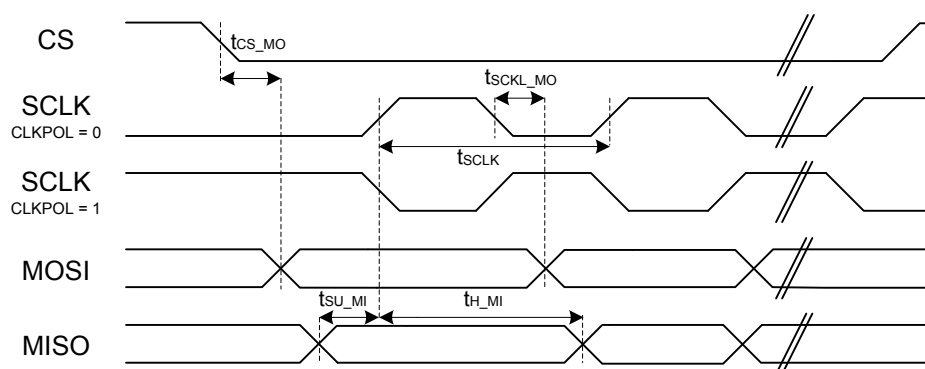 CS
tCS_MO
tSCKL_MO
SCLK
CLKPOL = 0
tSCLK
SCLK
CLKPOL = 1
MOSI
tSU_MI
tH_MI
MISO